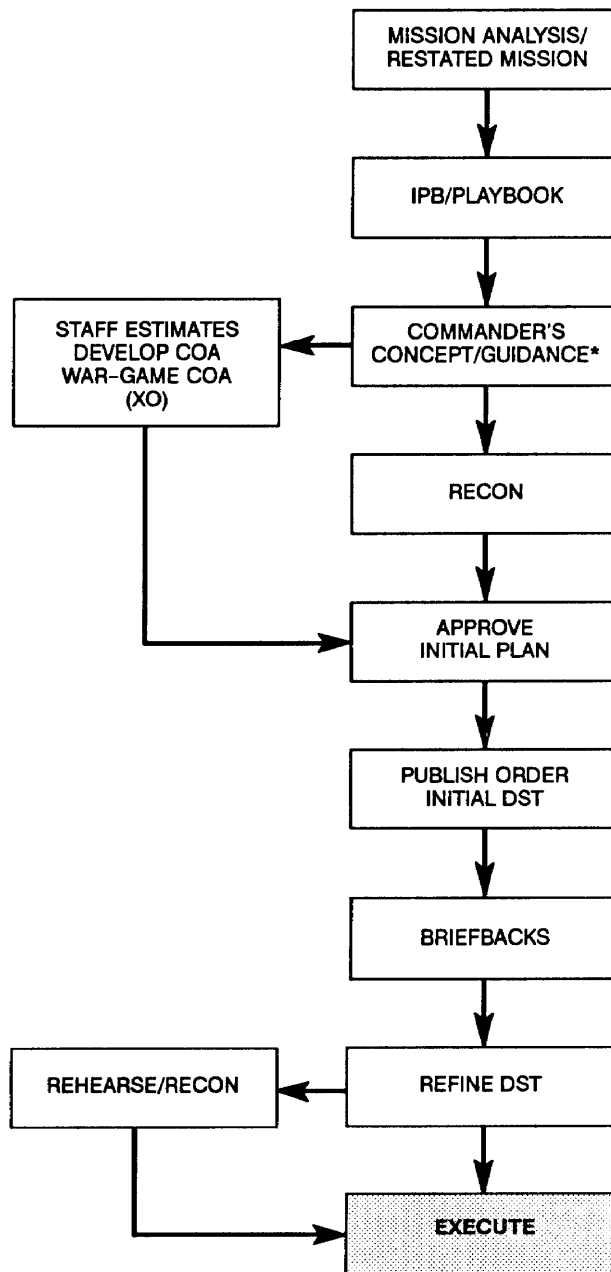 MISSION ANALYSIS/
RESTATED MISSION
IPB/PLAYBOOK
STAFF ESTIMATES
DEVELOP COA
WAR-GAME COA
(XO)
COMMANDER'S
CONCEPT/GUIDANCE*
RECON
APPROVE
INITIAL PLAN
PUBLISH ORDER
INITIAL DST
BRIEFBACKS
REHEARSE/RECON
REFINE DST
EXECUTE